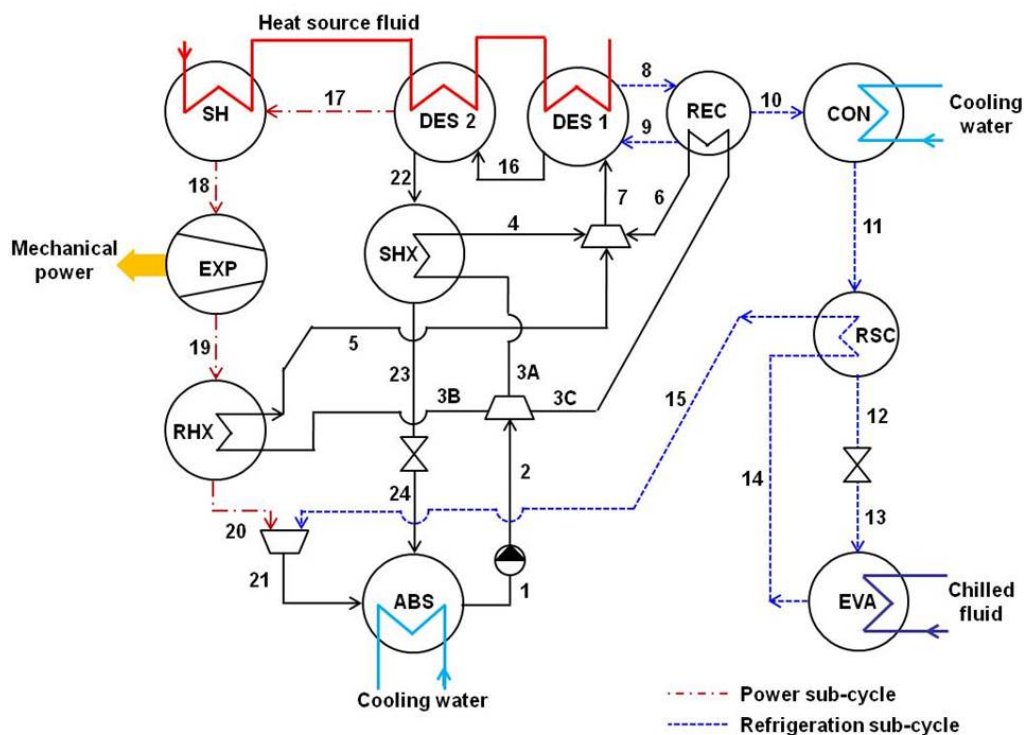 Heat source fluid
SH
17
DES 2
DES 1
8
9
REC
10
CON
Cooling
water
18
22
16
7
6
11
Mechanical
power
EXP
SHX
4
5
19
23
3A
RSC
RHX
3B
3C
15
12
2
14
20
24
13
21
ABS
1
EVA
Chilled
fluid
Cooling water
Power sub-cycle
Refrigeration sub-cycle